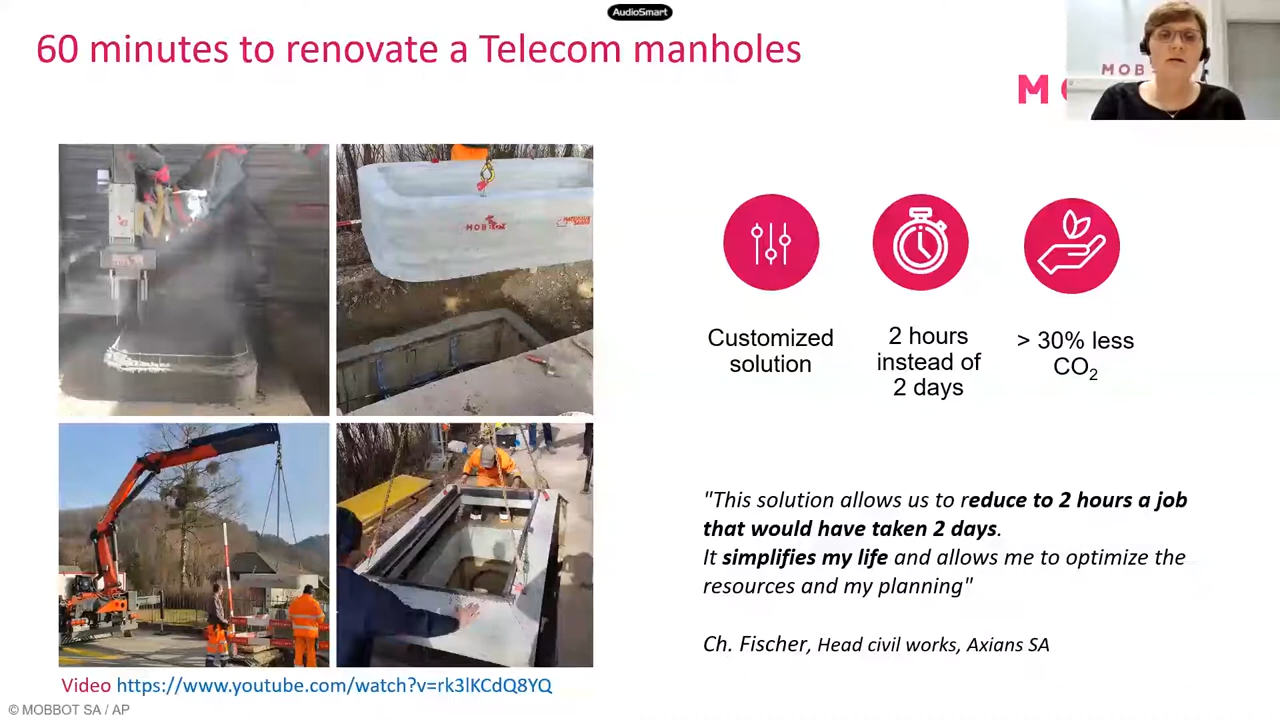 AudioSmart
60 minutes to renovate a Telecom manholes
MOB
M
MOB
Customized
solution
2 hours
instead of
2 days
> 30% less
CO₂
"This solution allows us to reduce to 2 hours a job
that would have taken 2 days.
It simplifies my life and allows me to optimize the
resources and my planning"
Ch. Fischer, Head civil works, Axians SA
Video https://www.youtube.com/watch?v=rk3lKCdQ8YQ
© MOBBOT SA / AP